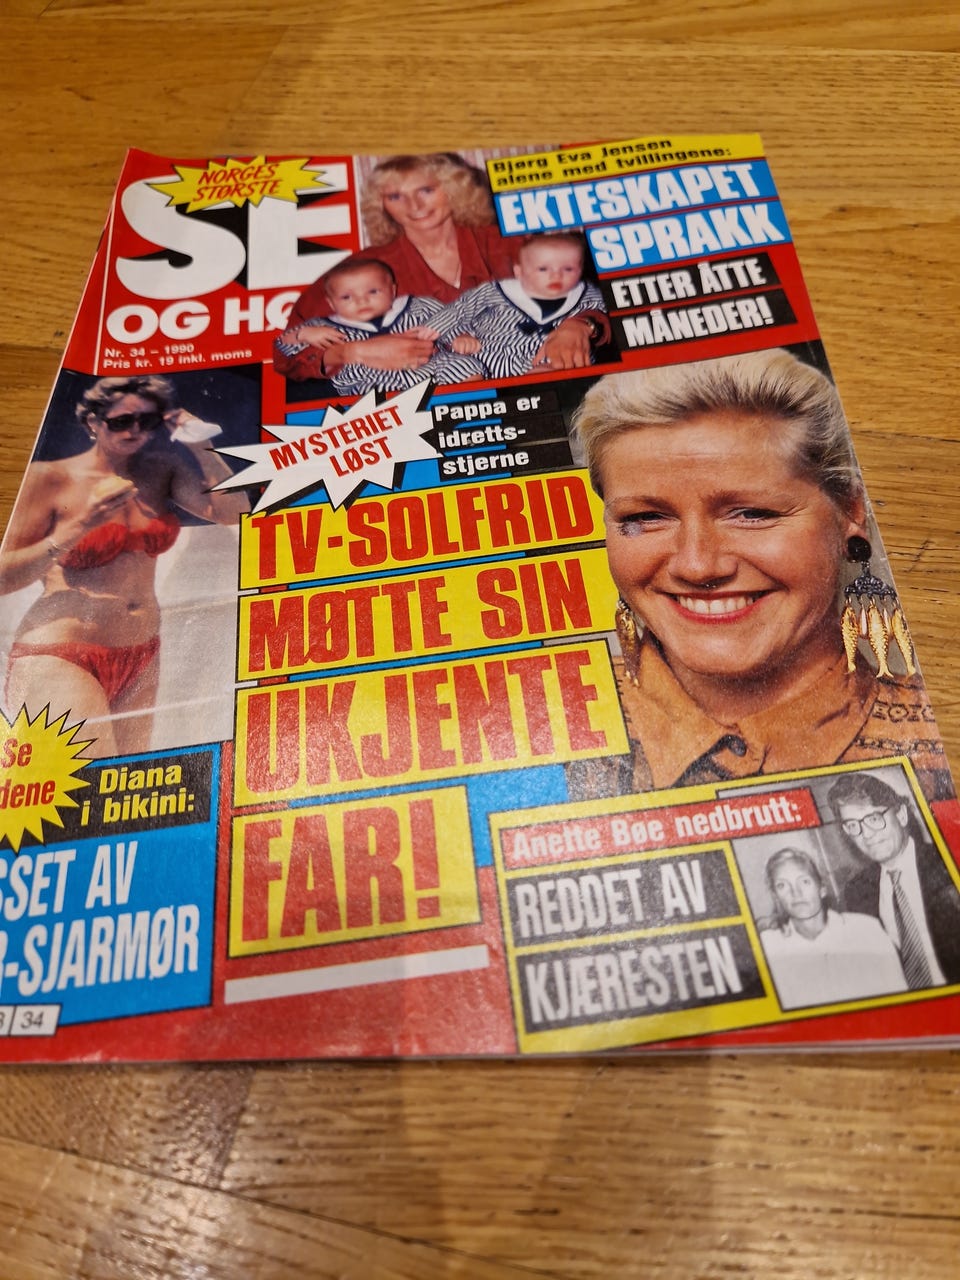 NORGES
STØRSTE
SE
OG HØ
Nr. 34 – 1990
Pris kr. 19 inkl. moms
Bjørg Eva Jensen
alene med tvillingene:
EKTESKAPET
SPRAKK
ETTER ÅTTE
MÅNEDER!
MYSTERIET
LØST
Pappa er
idretts-
stjerne
TV-SOLFRID
MØTTE SIN
UKJENTE
FAR!
Se
dene
Diana
i bikini:
SSET AV
R-SJARMØR
34
Anette Bøe nedbrutt:
REDDET AV
KJÆRESTEN